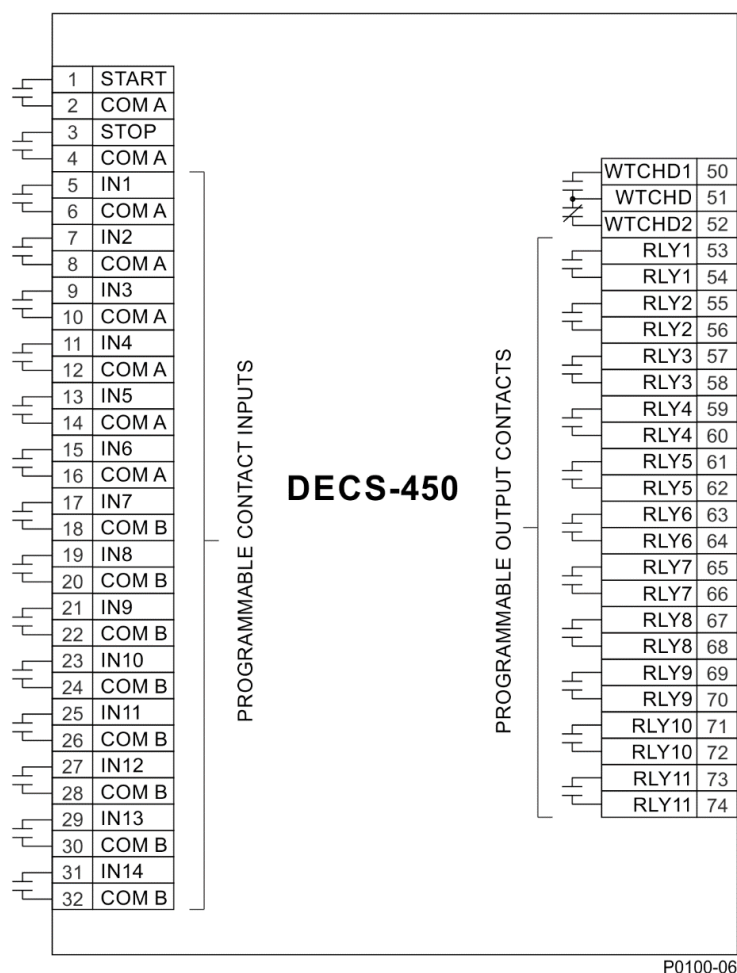 1 START
2 COM A
3 STOP
4 COM A
5 IN1
6 COM A
7 IN2
8 COM A
9 IN3
10 COM A
11 IN4
12 COM A
13 IN5
14 COM A
15 IN6
16 COM A
17 IN7
18 COM B
19 IN8
20 COM B
21 IN9
22 COM B
23 IN10
24 COM B
25 IN11
26 COM B
27 IN12
28 COM B
29 IN13
30 COM B
31 IN14
32 COM B
PROGRAMMABLE CONTACT INPUTS
DECS-450
PROGRAMMABLE OUTPUT CONTACTS
WTCHD1 50
WTCHD 51
WTCHD2 52
RLY1 53
RLY1 54
RLY2 55
RLY2 56
RLY3 57
RLY3 58
RLY4 59
RLY4 60
RLY5 61
RLY5 62
RLY6 63
RLY6 64
RLY7 65
RLY7 66
RLY8 67
RLY8 68
RLY9 69
RLY9 70
RLY10 71
RLY10 72
RLY11 73
RLY11 74
P0100-06